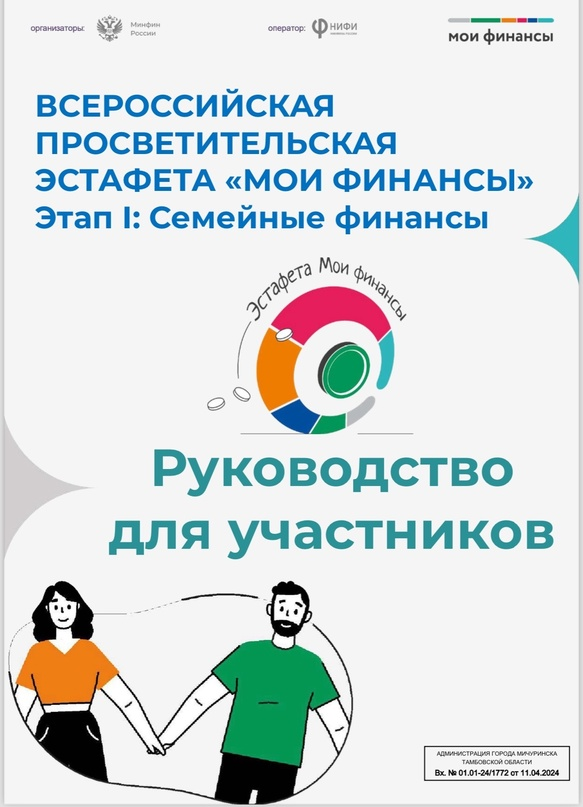 организаторы:
Минфин
России
оператор:
НИФИ
мои финансы
ВСЕРОССИЙСКАЯ
ПРОСВЕТИТЕЛЬСКАЯ
ЭСТАФЕТА «МОИ ФИНАНСЫ»
Этап I: Семейные финансы
Эстафета Мои финансы
Руководство
для участников
АДМИНИСТРАЦИЯ ГОРОДА МИЧУРИНСКА
ТАМБОВСКОЙ ОБЛАСТИ
Вх. № 01.01-24/1772 от 11.04.2024